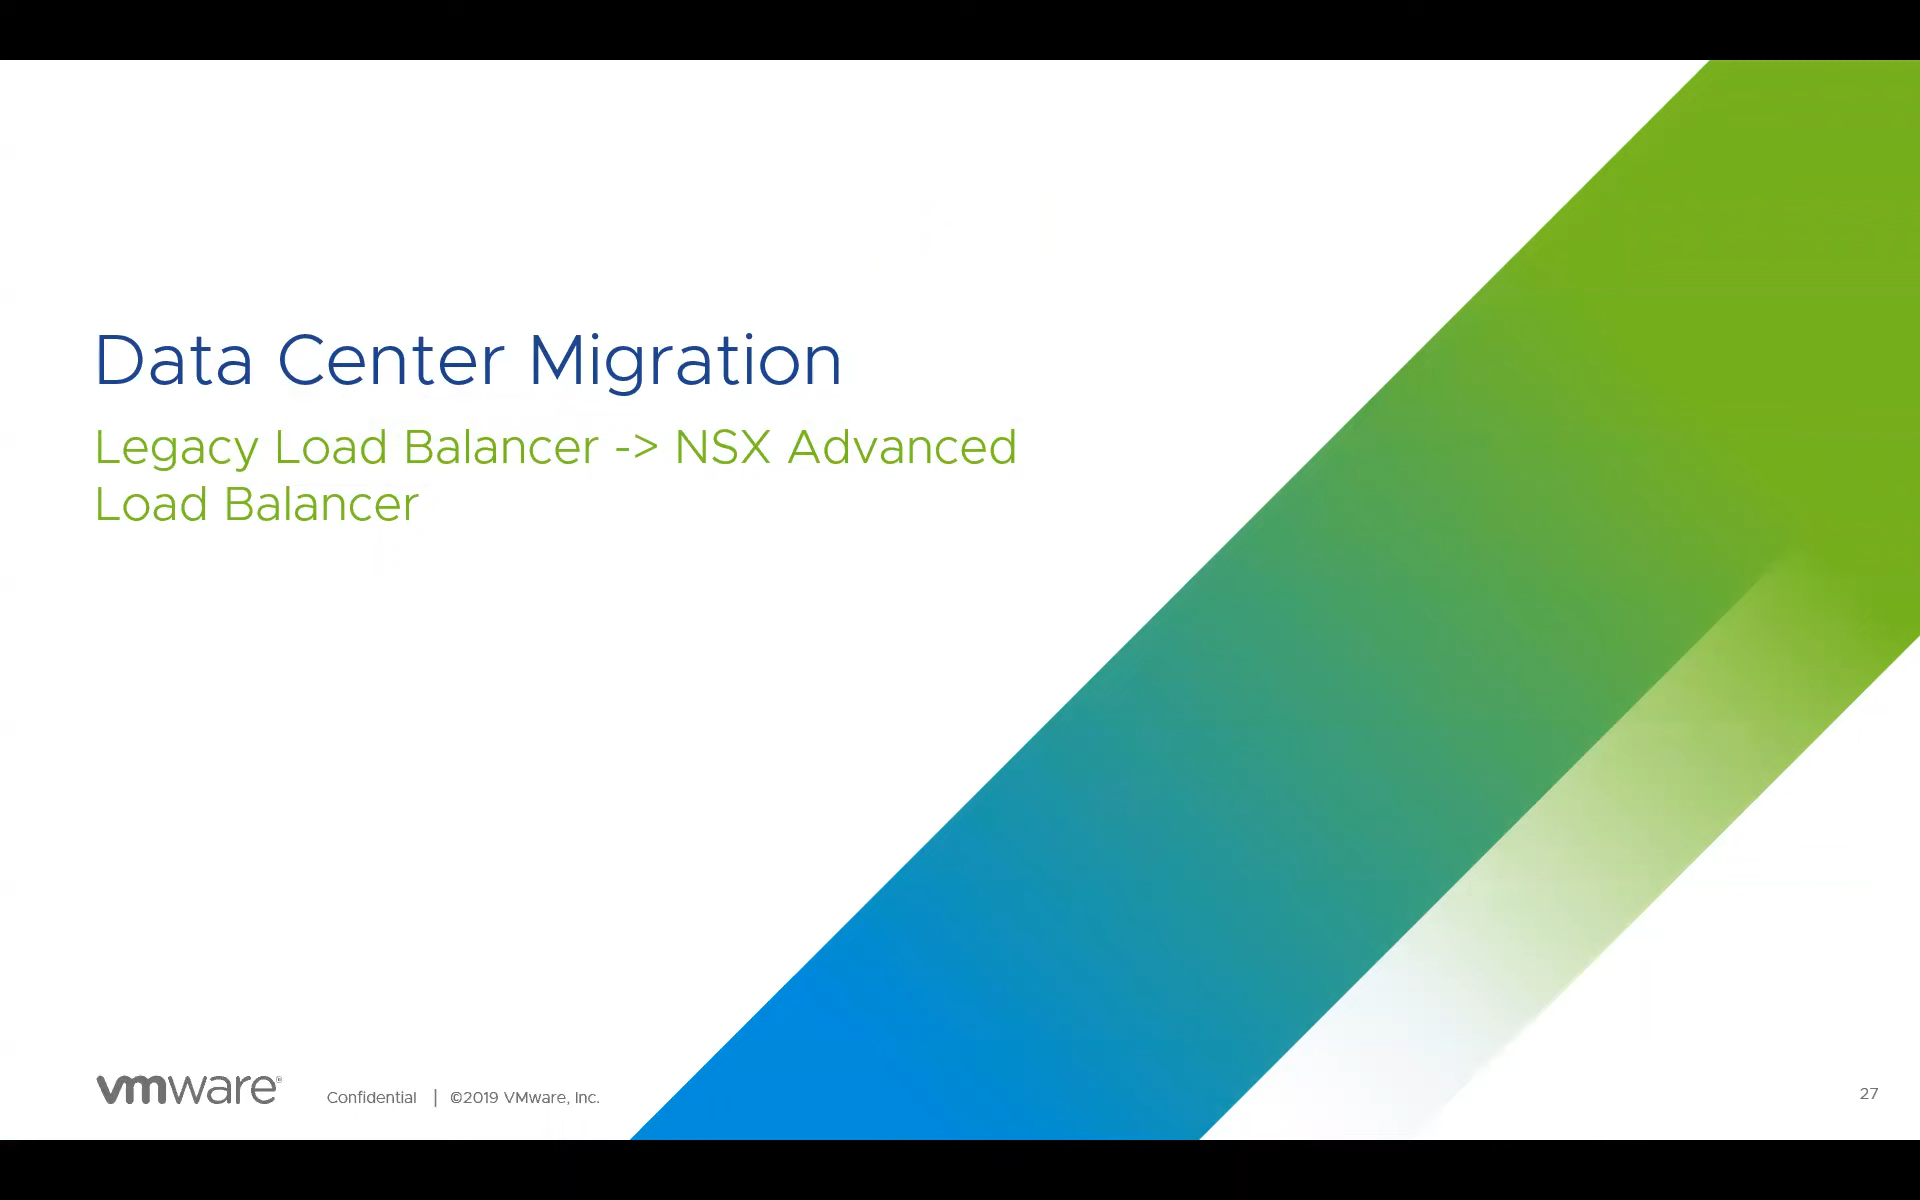 Data Center Migration
Legacy Load Balancer -> NSX Advanced
Load Balancer
vmware®
Confidential | ©2019 VMware, Inc.
27